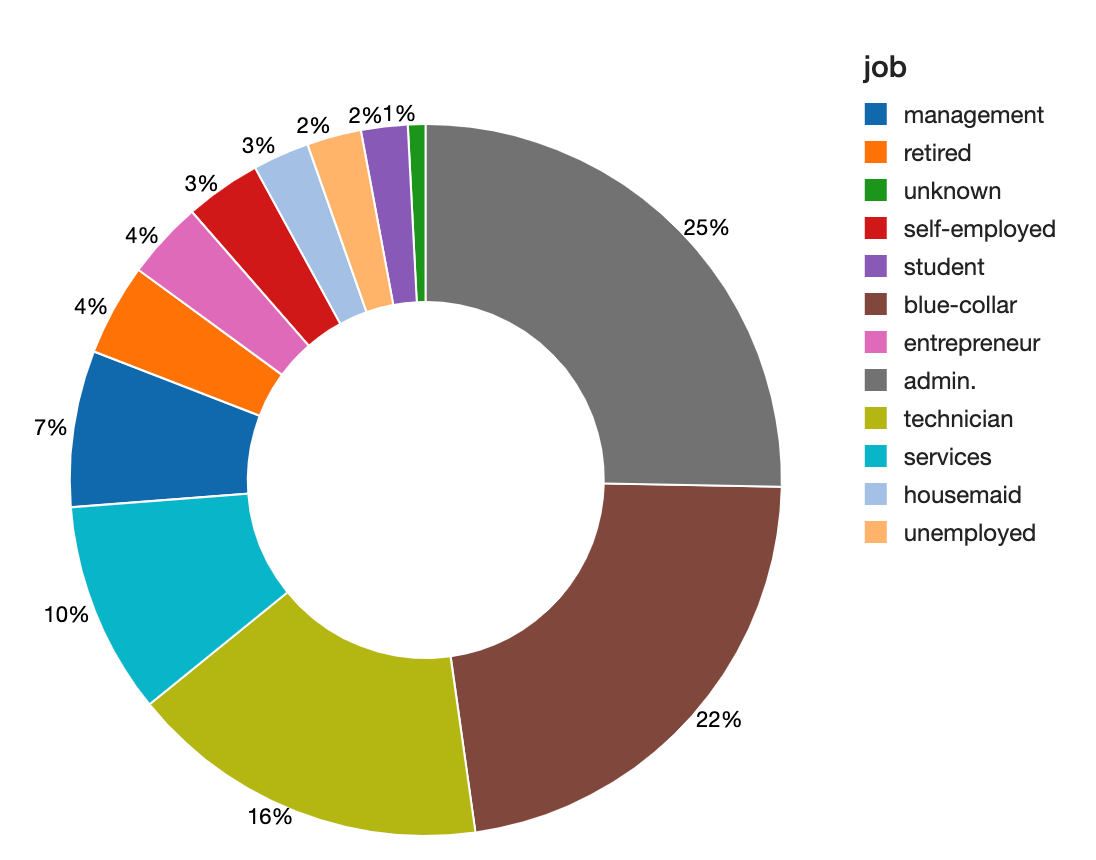 job
management
retired
unknown
self-employed
student
blue-collar
entrepreneur
admin.
technician
services
housemaid
unemployed
25%
22%
16%
10%
7%
4%
4%
3%
3%
2%
2%
1%